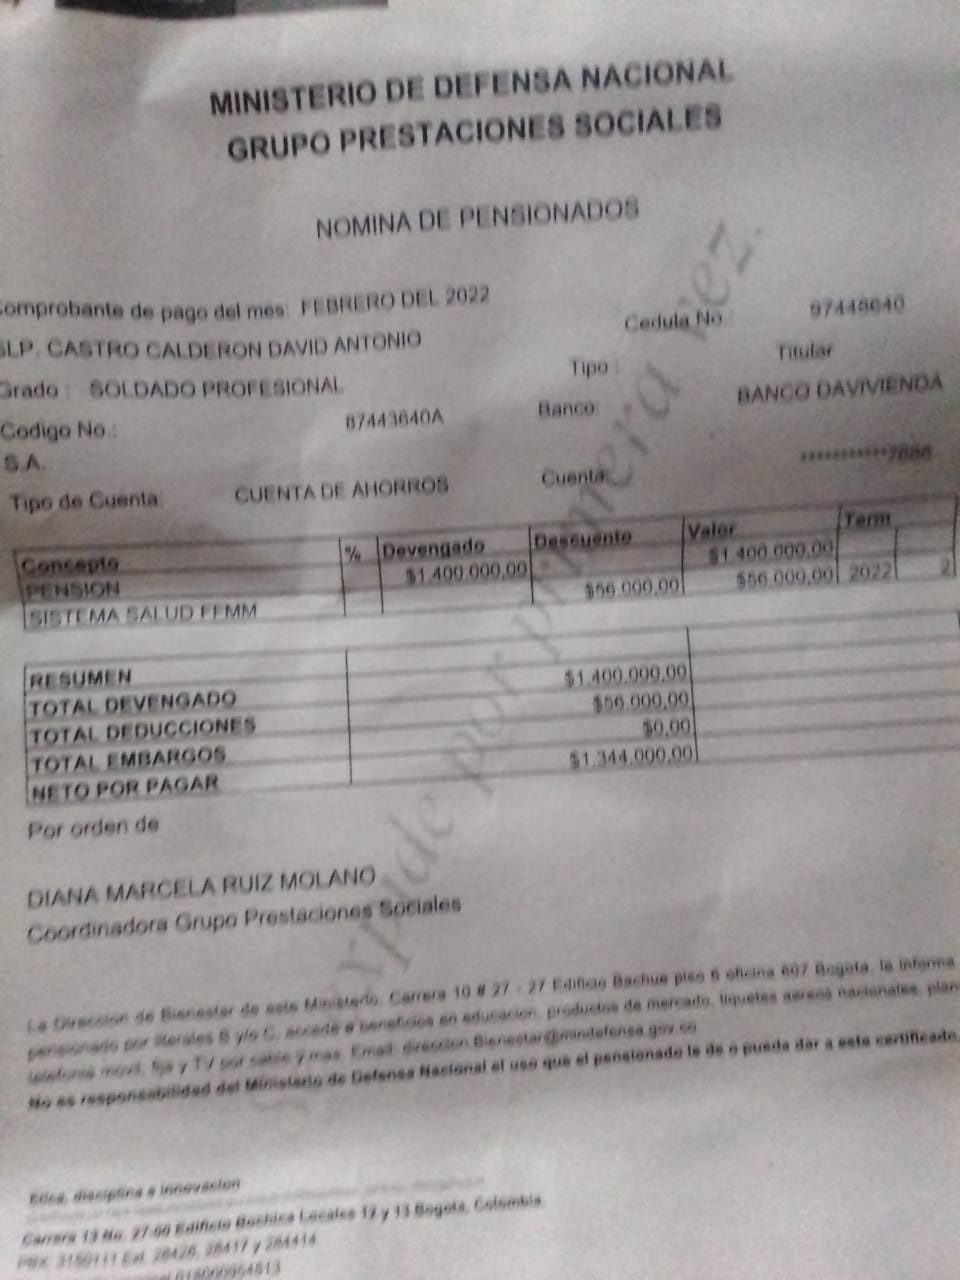 MINISTERIO DE DEFENSA NACIONAL
GRUPO PRESTACIONES SOCIALES
NOMINA DE PENSIONADOS
omprobante de pago del mes: FEBRERO DEL 2022
SLP. CASTRO CALDERON DAVID ANTONIO Cedula No.:
Grado : SOLDADO PROFESIONAL Tipo : Titular
Codigo No.: 87443640A Banco: BANCO DAVIVIENDA
S.A.
Tipo de Cuenta: CUENTA DE AHORROS Cuenta:
Concepto % Devengado Descuento Valor Term
PENSION $1.400.000,00 $1.400.000,00
SISTEMA SALUD FFMM $56.000,00 $56.000,00 2022 2
RESUMEN
TOTAL DEVENGADO $1.400.000,00
TOTAL DEDUCCIONES $56.000,00
TOTAL EMBARGOS $0,00
NETO POR PAGAR $1.344.000,00
Por orden de
DIANA MARCELA RUIZ MOLANO
Coordinadora Grupo Prestaciones Sociales
expide por primera vez.
La Direccion de Bienestar de este Ministerio, Carrera 10 # 27 - 27 Edificio Bachue piso 6 oficina 607 Bogota, le informa
pensionado por literales B y/o C, accede a beneficios en educacion, productos de mercado, tiquetes aereos nacionales, plan
telefonia movil, fija y TV por cable y mas. Email: direccion.Bienestar@mindefensa.gov.co
No es responsabilidad del Ministerio de Defensa Nacional el uso que el pensionado le de o pueda dar a este certificado.
Etica, disciplina e innovacion
Carrera 13 No. 27-00 Edificio Bochica Locales 12 y 13 Bogota, Colombia
PBX. 3150111 Ext. 28426, 28417 y 284414
018000954813